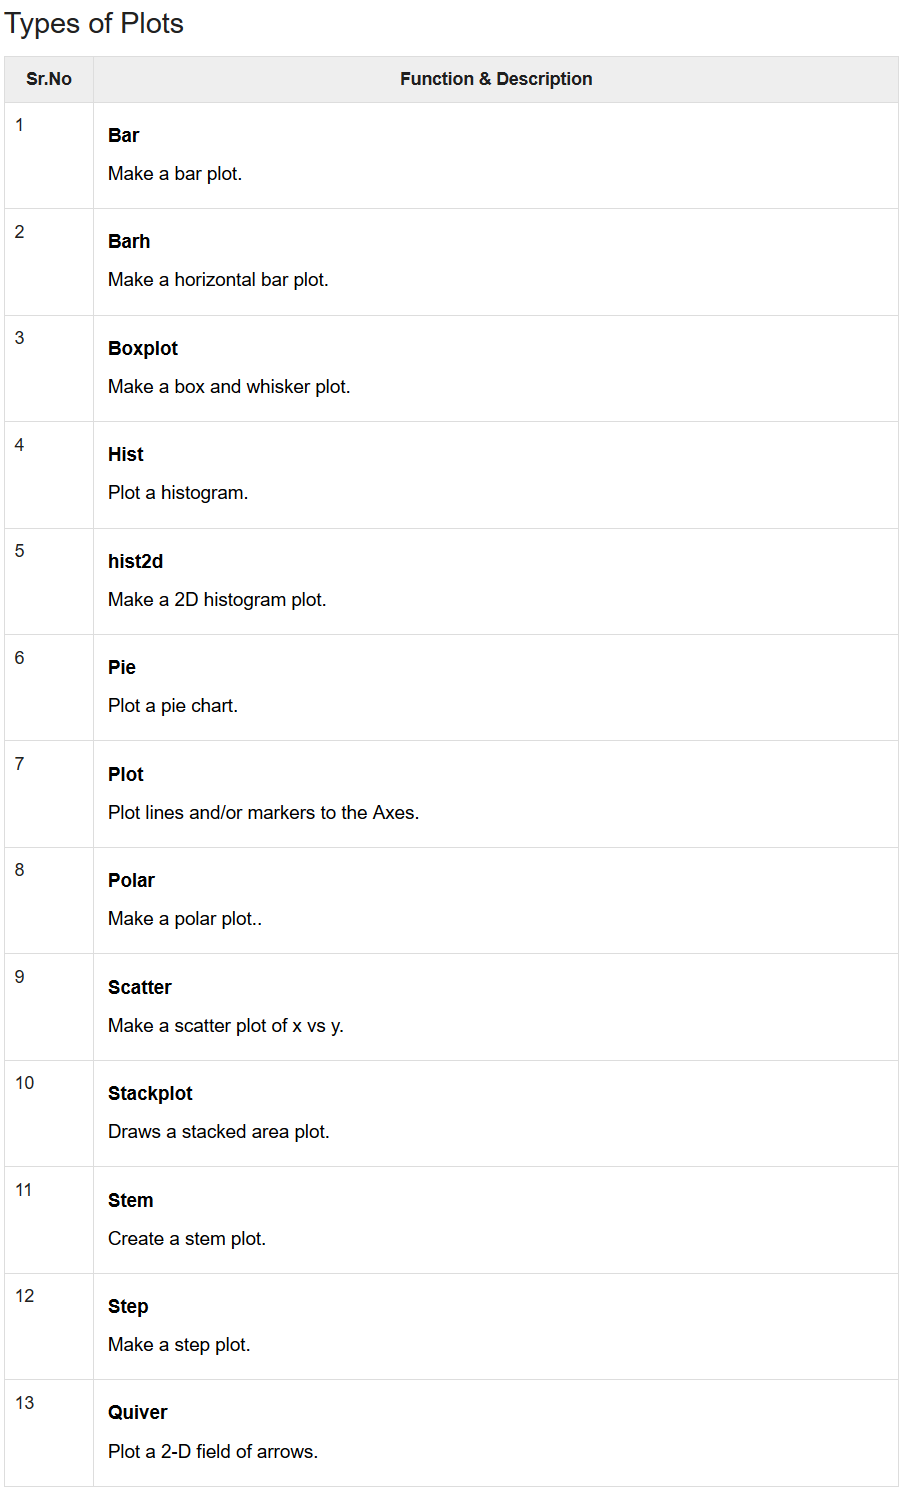 Types of Plots
Sr.No Function & Description
1
Bar
Make a bar plot.
2
Barh
Make a horizontal bar plot.
3
Boxplot
Make a box and whisker plot.
4
Hist
Plot a histogram.
5
hist2d
Make a 2D histogram plot.
6
Pie
Plot a pie chart.
7
Plot
Plot lines and/or markers to the Axes.
8
Polar
Make a polar plot..
9
Scatter
Make a scatter plot of x vs y.
10
Stackplot
Draws a stacked area plot.
11
Stem
Create a stem plot.
12
Step
Make a step plot.
13
Quiver
Plot a 2-D field of arrows.